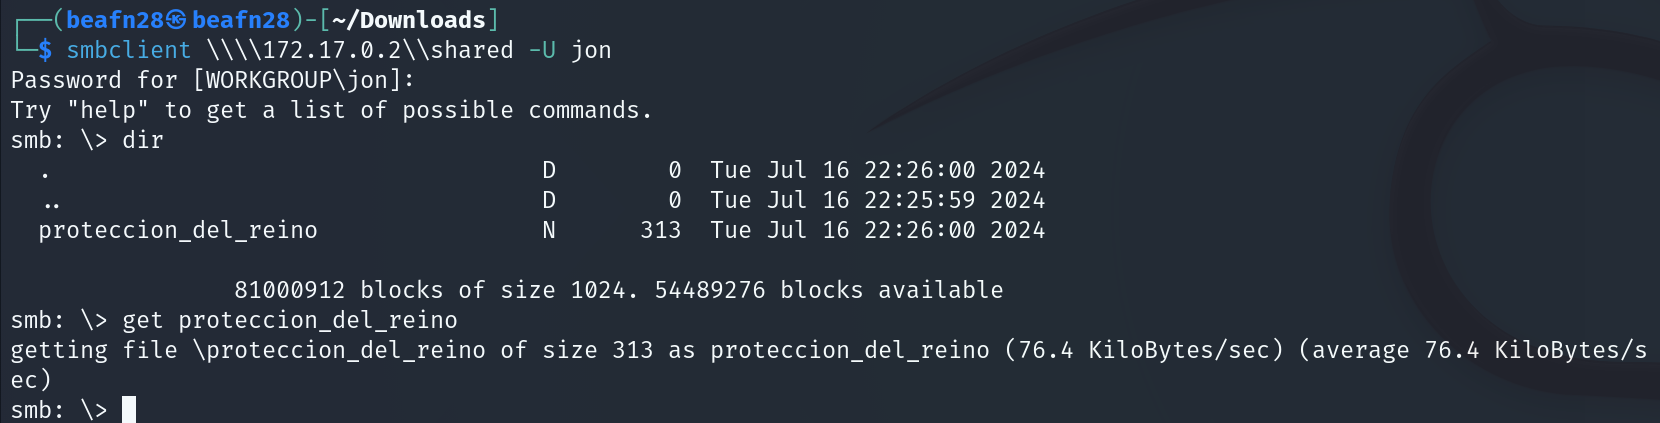 ┌──(beafn28㉿beafn28)-[~/Downloads]
└─$ smbclient \\\\172.17.0.2\\shared -U jon
Password for [WORKGROUP\jon]:
Try "help" to get a list of possible commands.
smb: \> dir
  .                                   D        0  Tue Jul 16 22:26:00 2024
  ..                                  D        0  Tue Jul 16 22:25:59 2024
  proteccion_del_reino                N      313  Tue Jul 16 22:26:00 2024

                81000912 blocks of size 1024. 54489276 blocks available
smb: \> get proteccion_del_reino
getting file \proteccion_del_reino of size 313 as proteccion_del_reino (76.4 KiloBytes/sec) (average 76.4 KiloBytes/s
ec)
smb: \>